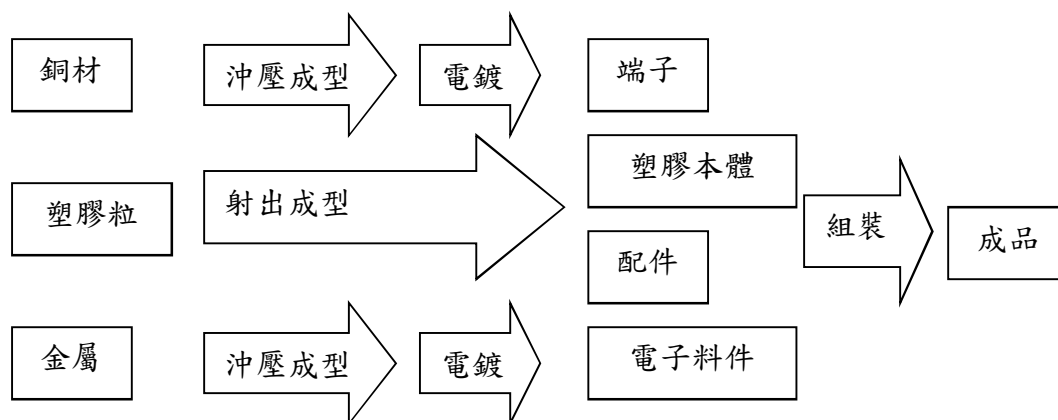 銅材
沖壓成型
電鍍
端子
塑膠粒
射出成型
塑膠本體
配件
組裝
成品
金屬
沖壓成型
電鍍
電子料件